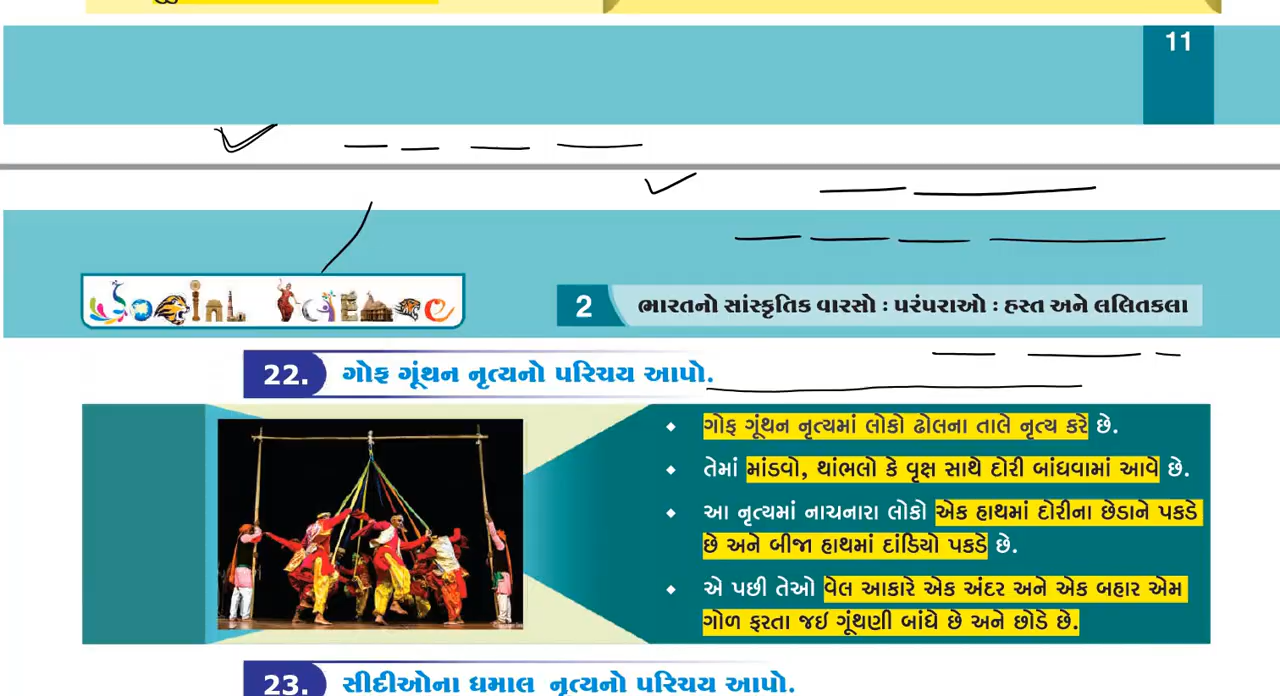 11
Social Science
2 ભારતનો સાંસ્કૃતિક વારસો : પરંપરાઓ : હસ્ત અને લલિતકલા
22. ગોફ ગૂંથન નૃત્યનો પરિચય આપો.
ગોફ ગૂંથન નૃત્યમાં લોકો ઢોલના તાલે નૃત્ય કરે છે.
તેમાં માંડવો, થાંભલો કે વૃક્ષ સાથે દોરી બાંધવામાં આવે છે.
આ નૃત્યમાં નાચનારા લોકો એક હાથમાં દોરીના છેડાને પકડે
છે અને બીજા હાથમાં દાંડિયો પકડે છે.
એ પછી તેઓ વેલ આકારે એક અંદર અને એક બહાર એમ
ગોળ ફરતા જઈ ગૂંથણી બાંધે છે અને છોડે છે.
23. સીદીઓના ધમાલ નૃત્યનો પરિચય આપો.